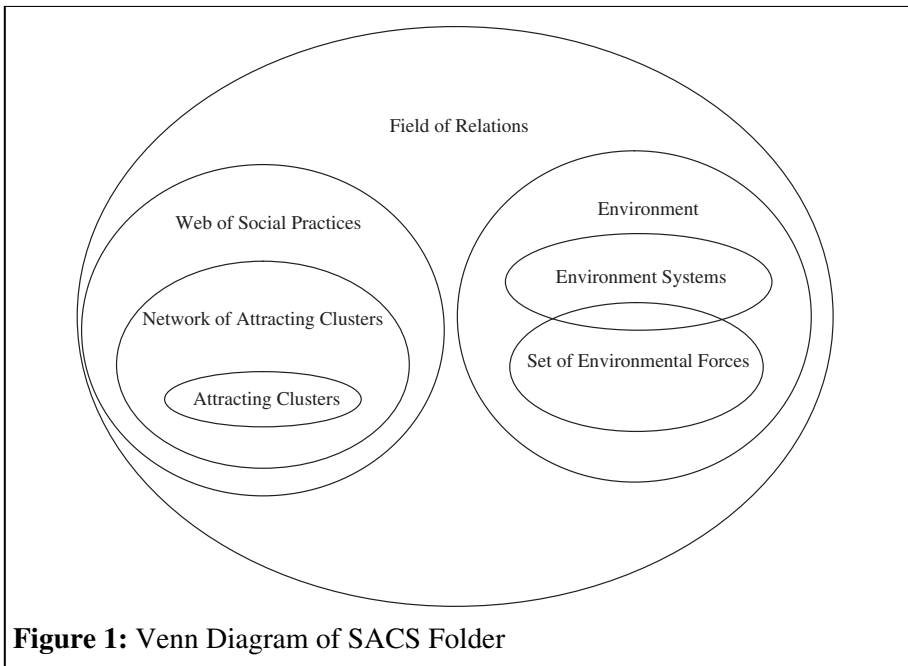 Field of Relations
Web of Social Practices
Network of Attracting Clusters
Attracting Clusters
Environment
Environment Systems
Set of Environmental Forces
Figure 1: Venn Diagram of SACS Folder